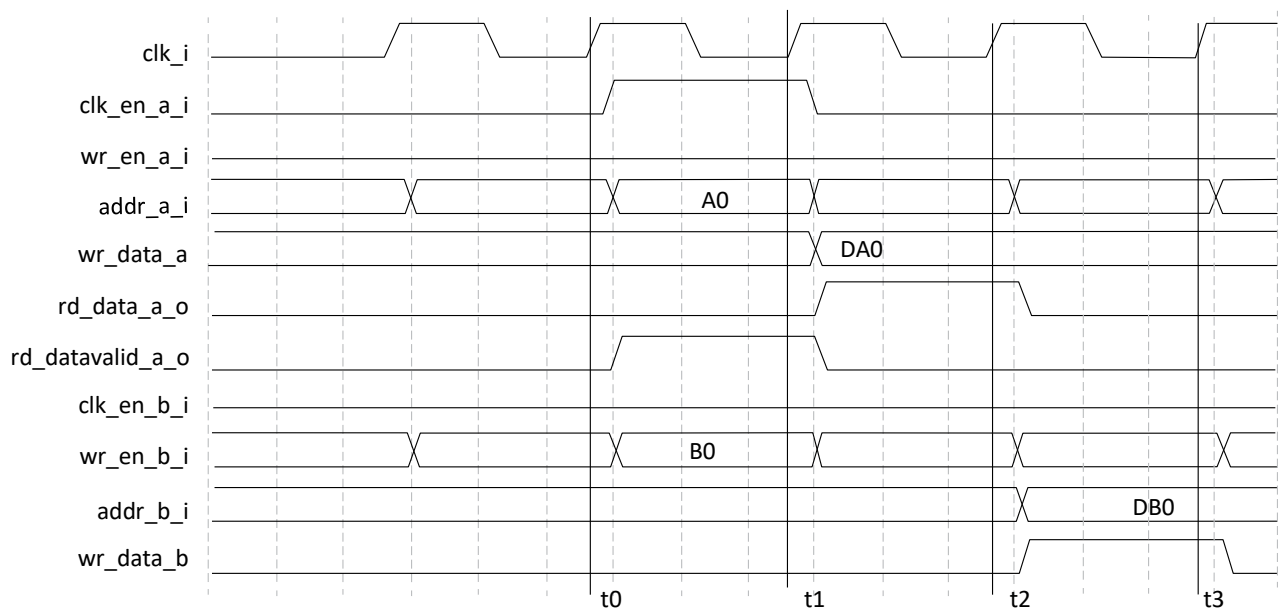 clk_i
clk_en_a_i
wr_en_a_i
addr_a_i A0
wr_data_a DA0
rd_data_a_o
rd_datavalid_a_o
clk_en_b_i
wr_en_b_i B0
addr_b_i DB0
wr_data_b
t0 t1 t2 t3